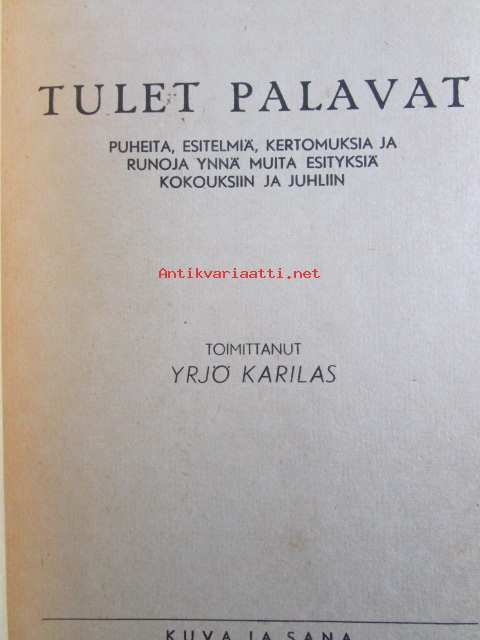 TULET PALAVAT
PUHEITA, ESITELMIÄ, KERTOMUKSIA JA
RUNOJA YNNÄ MUITA ESITYKSIÄ
KOKOUKSIIN JA JUHLIIN
Antikvariaatti.net
TOIMITTANUT
YRJÖ KARILAS
KUVA JA SANA